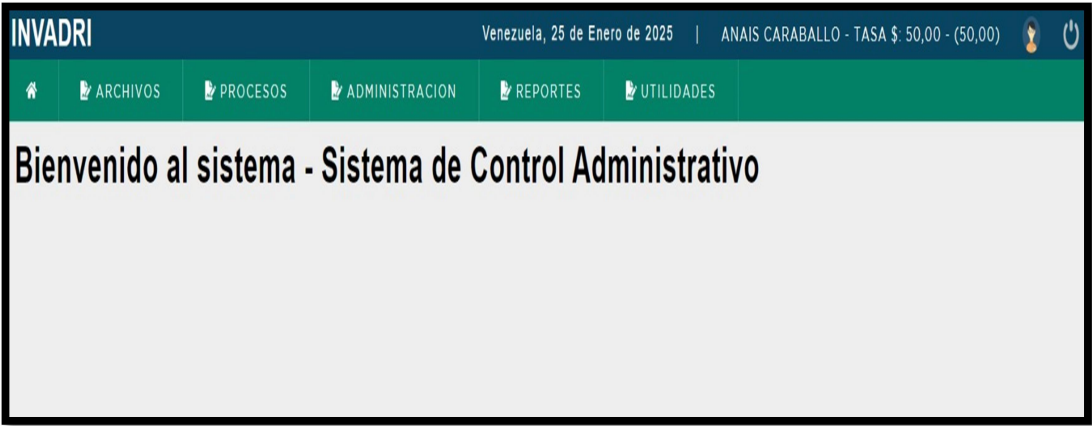 INVADRI Venezuela, 25 de Enero de 2025 | ANAIS CARABALLO - TASA $: 50,00 - (50,00)
ARCHIVOS PROCESOS ADMINISTRACION REPORTES UTILIDADES
Bienvenido al sistema - Sistema de Control Administrativo